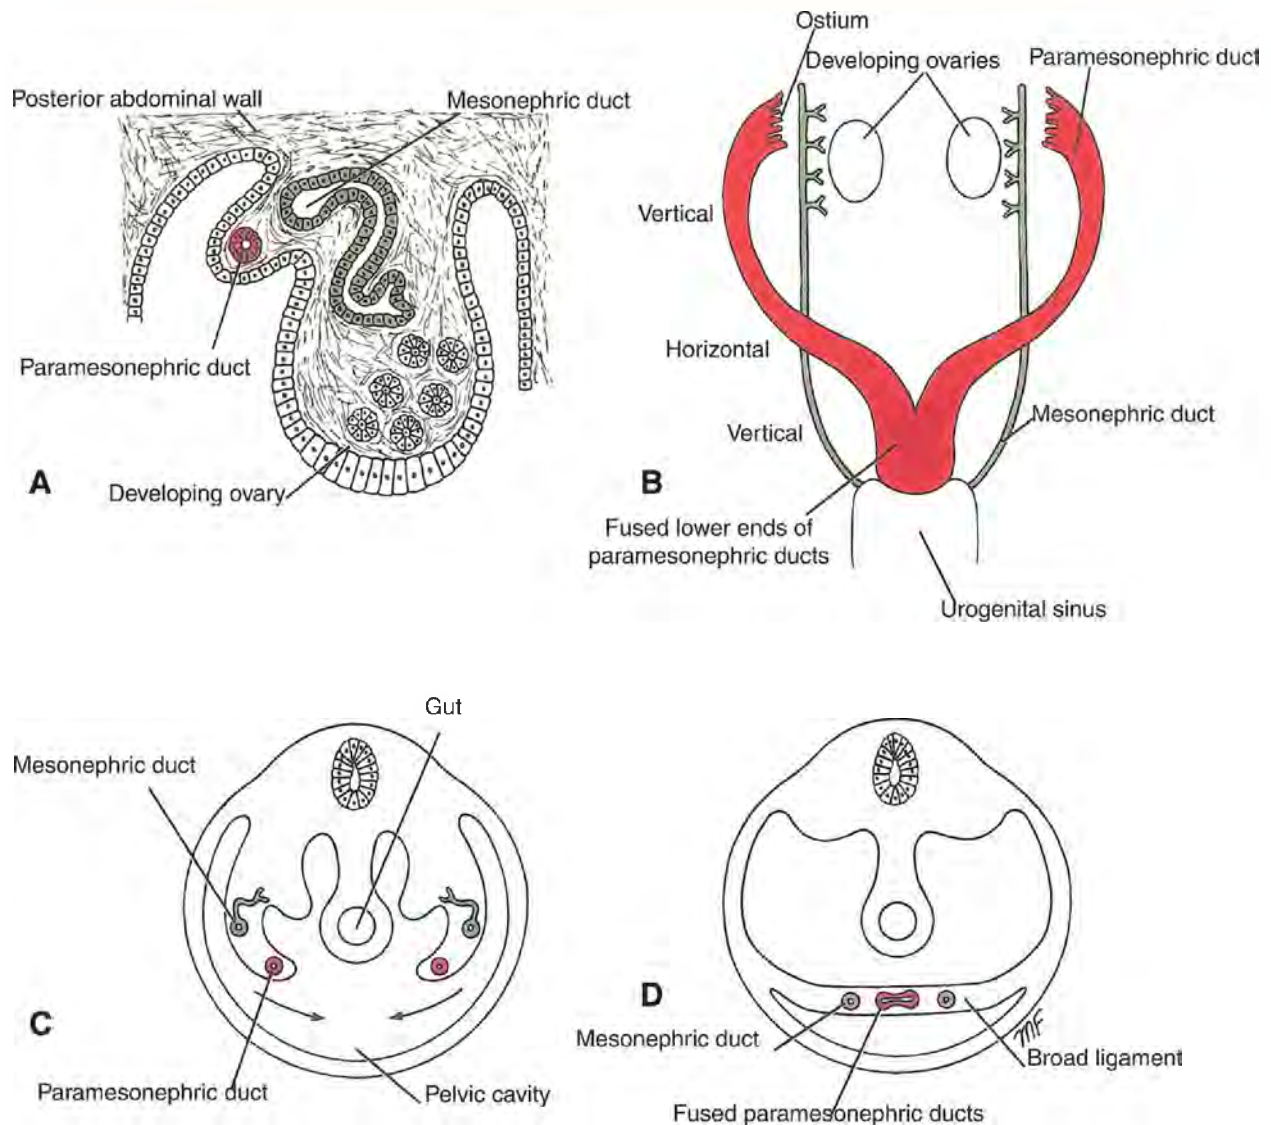 Posterior abdominal wall
Mesonephric duct
Paramesonephric duct
Developing ovary
A
Ostium
Developing ovaries
Paramesonephric duct
Vertical
Horizontal
Vertical
Mesonephric duct
B
Fused lower ends of
paramesonephric ducts
Urogenital sinus
Gut
Mesonephric duct
C
Paramesonephric duct
Pelvic cavity
D
Mesonephric duct
MF
Broad ligament
Fused paramesonephric ducts